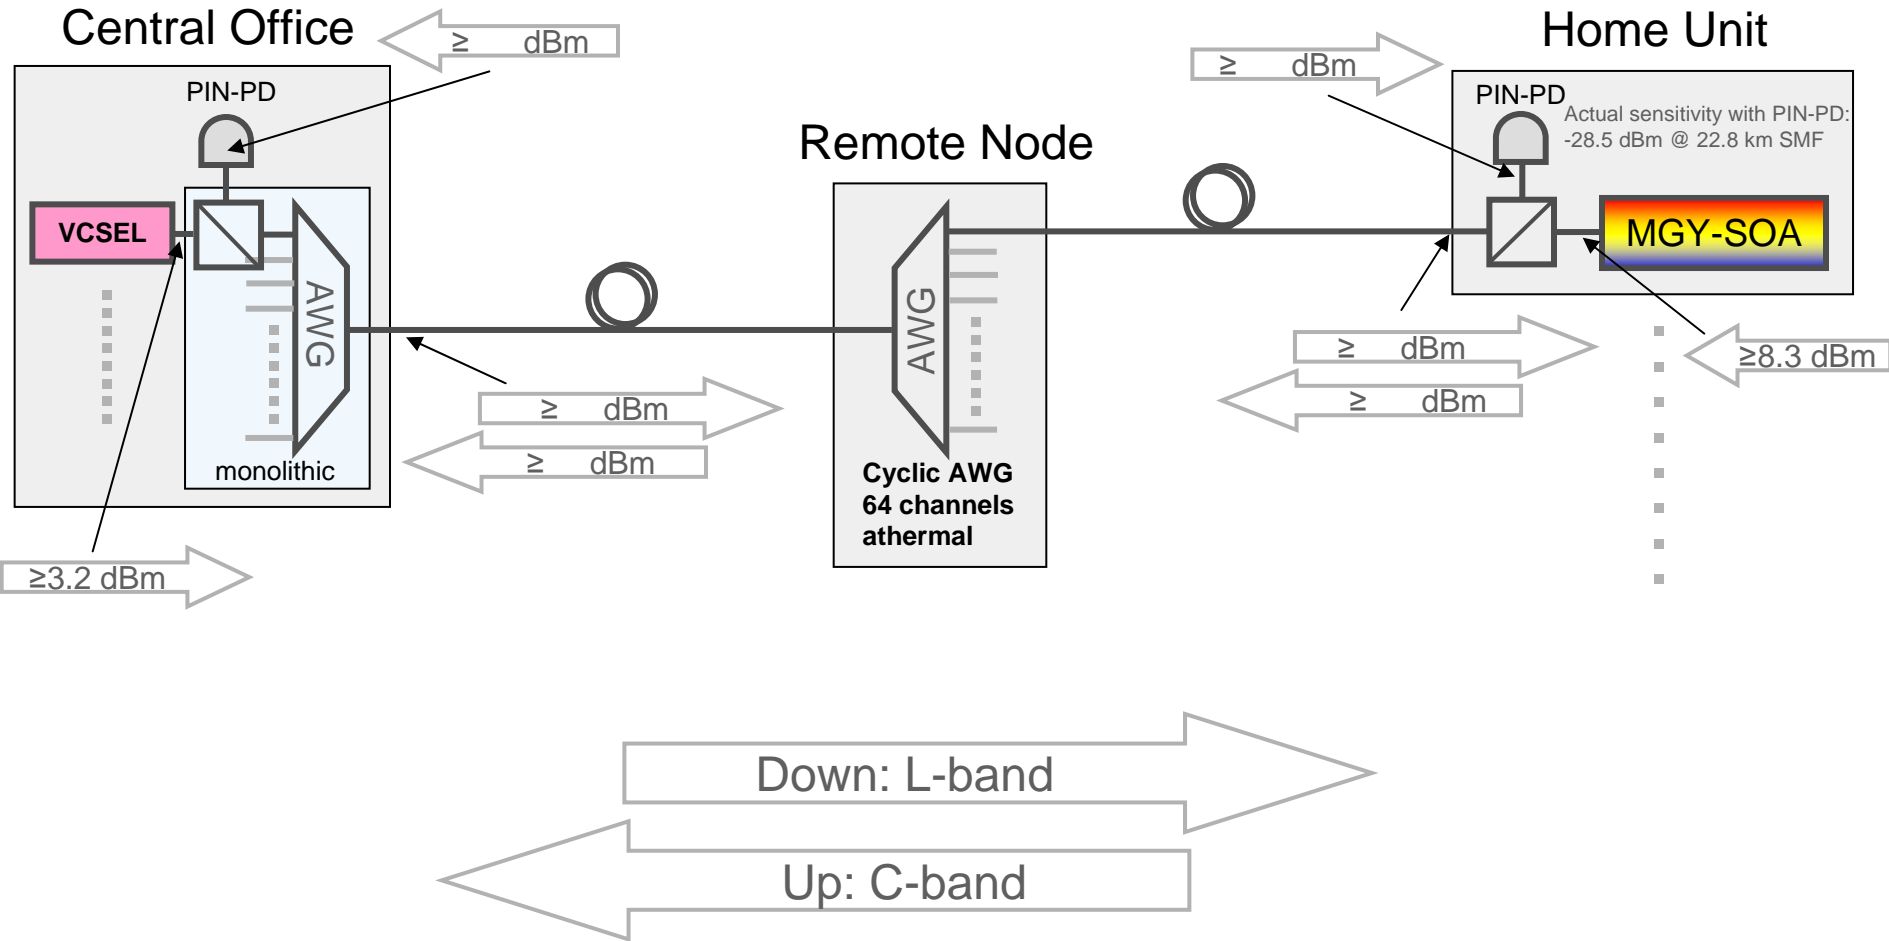 Central Office
≥ dBm
≥ dBm
Home Unit
PIN-PD
PIN-PD
Actual sensitivity with PIN-PD:
-28.5 dBm @ 22.8 km SMF
Remote Node
VCSEL
MGY-SOA
AWG
AWG
≥ dBm
≥8.3 dBm
≥ dBm
≥ dBm
≥ dBm
monolithic
Cyclic AWG
64 channels
athermal
≥3.2 dBm
Down: L-band
Up: C-band